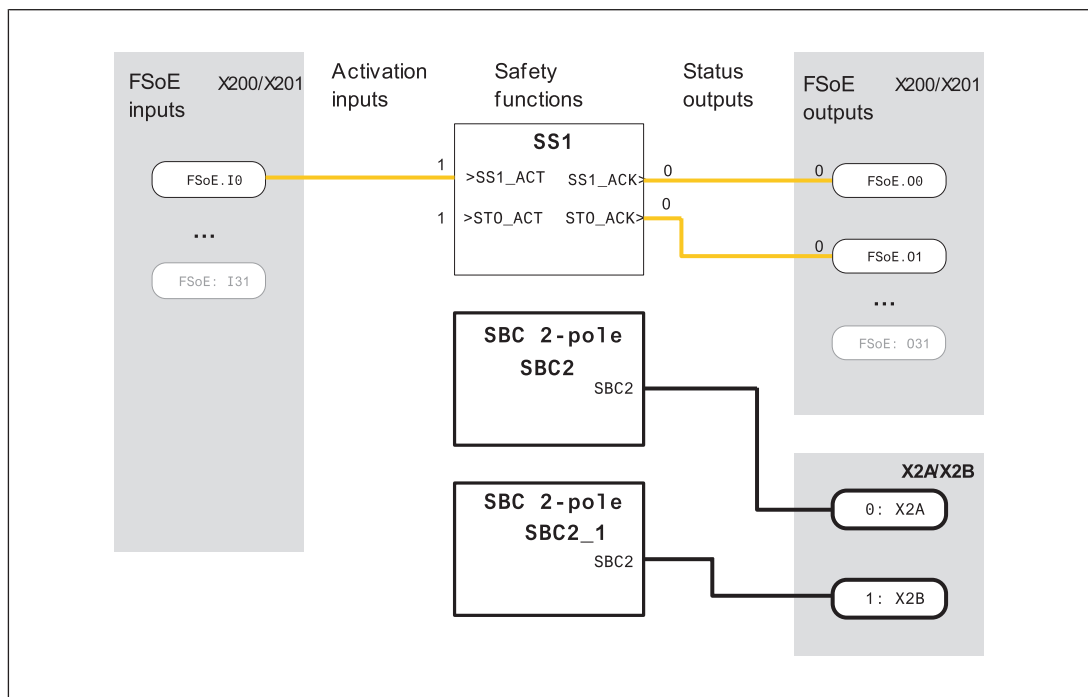 FSoE inputs X200/X201
Activation inputs
Safety functions
Status outputs
FSoE outputs X200/X201
SS1
1 >SS1_ACT SS1_ACK> 0
1 >STO_ACT STO_ACK> 0
FSoE.I0
...
FSoE: I31
0 FSoE.O0
0 FSoE.O1
...
FSoE: O31
SBC 2-pole
SBC2
SBC2
SBC 2-pole
SBC2_1
SBC2
X2A/X2B
0: X2A
1: X2B